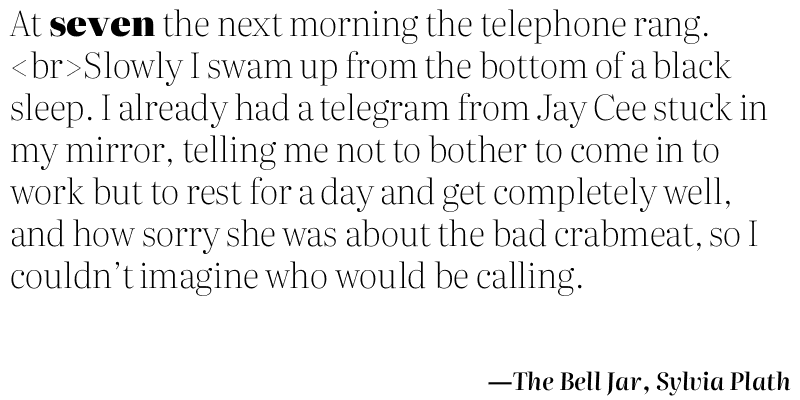 At seven the next morning the telephone rang.
<br>Slowly I swam up from the bottom of a black
sleep. I already had a telegram from Jay Cee stuck in
my mirror, telling me not to bother to come in to
work but to rest for a day and get completely well,
and how sorry she was about the bad crabmeat, so I
couldn’t imagine who would be calling.
—The Bell Jar, Sylvia Plath